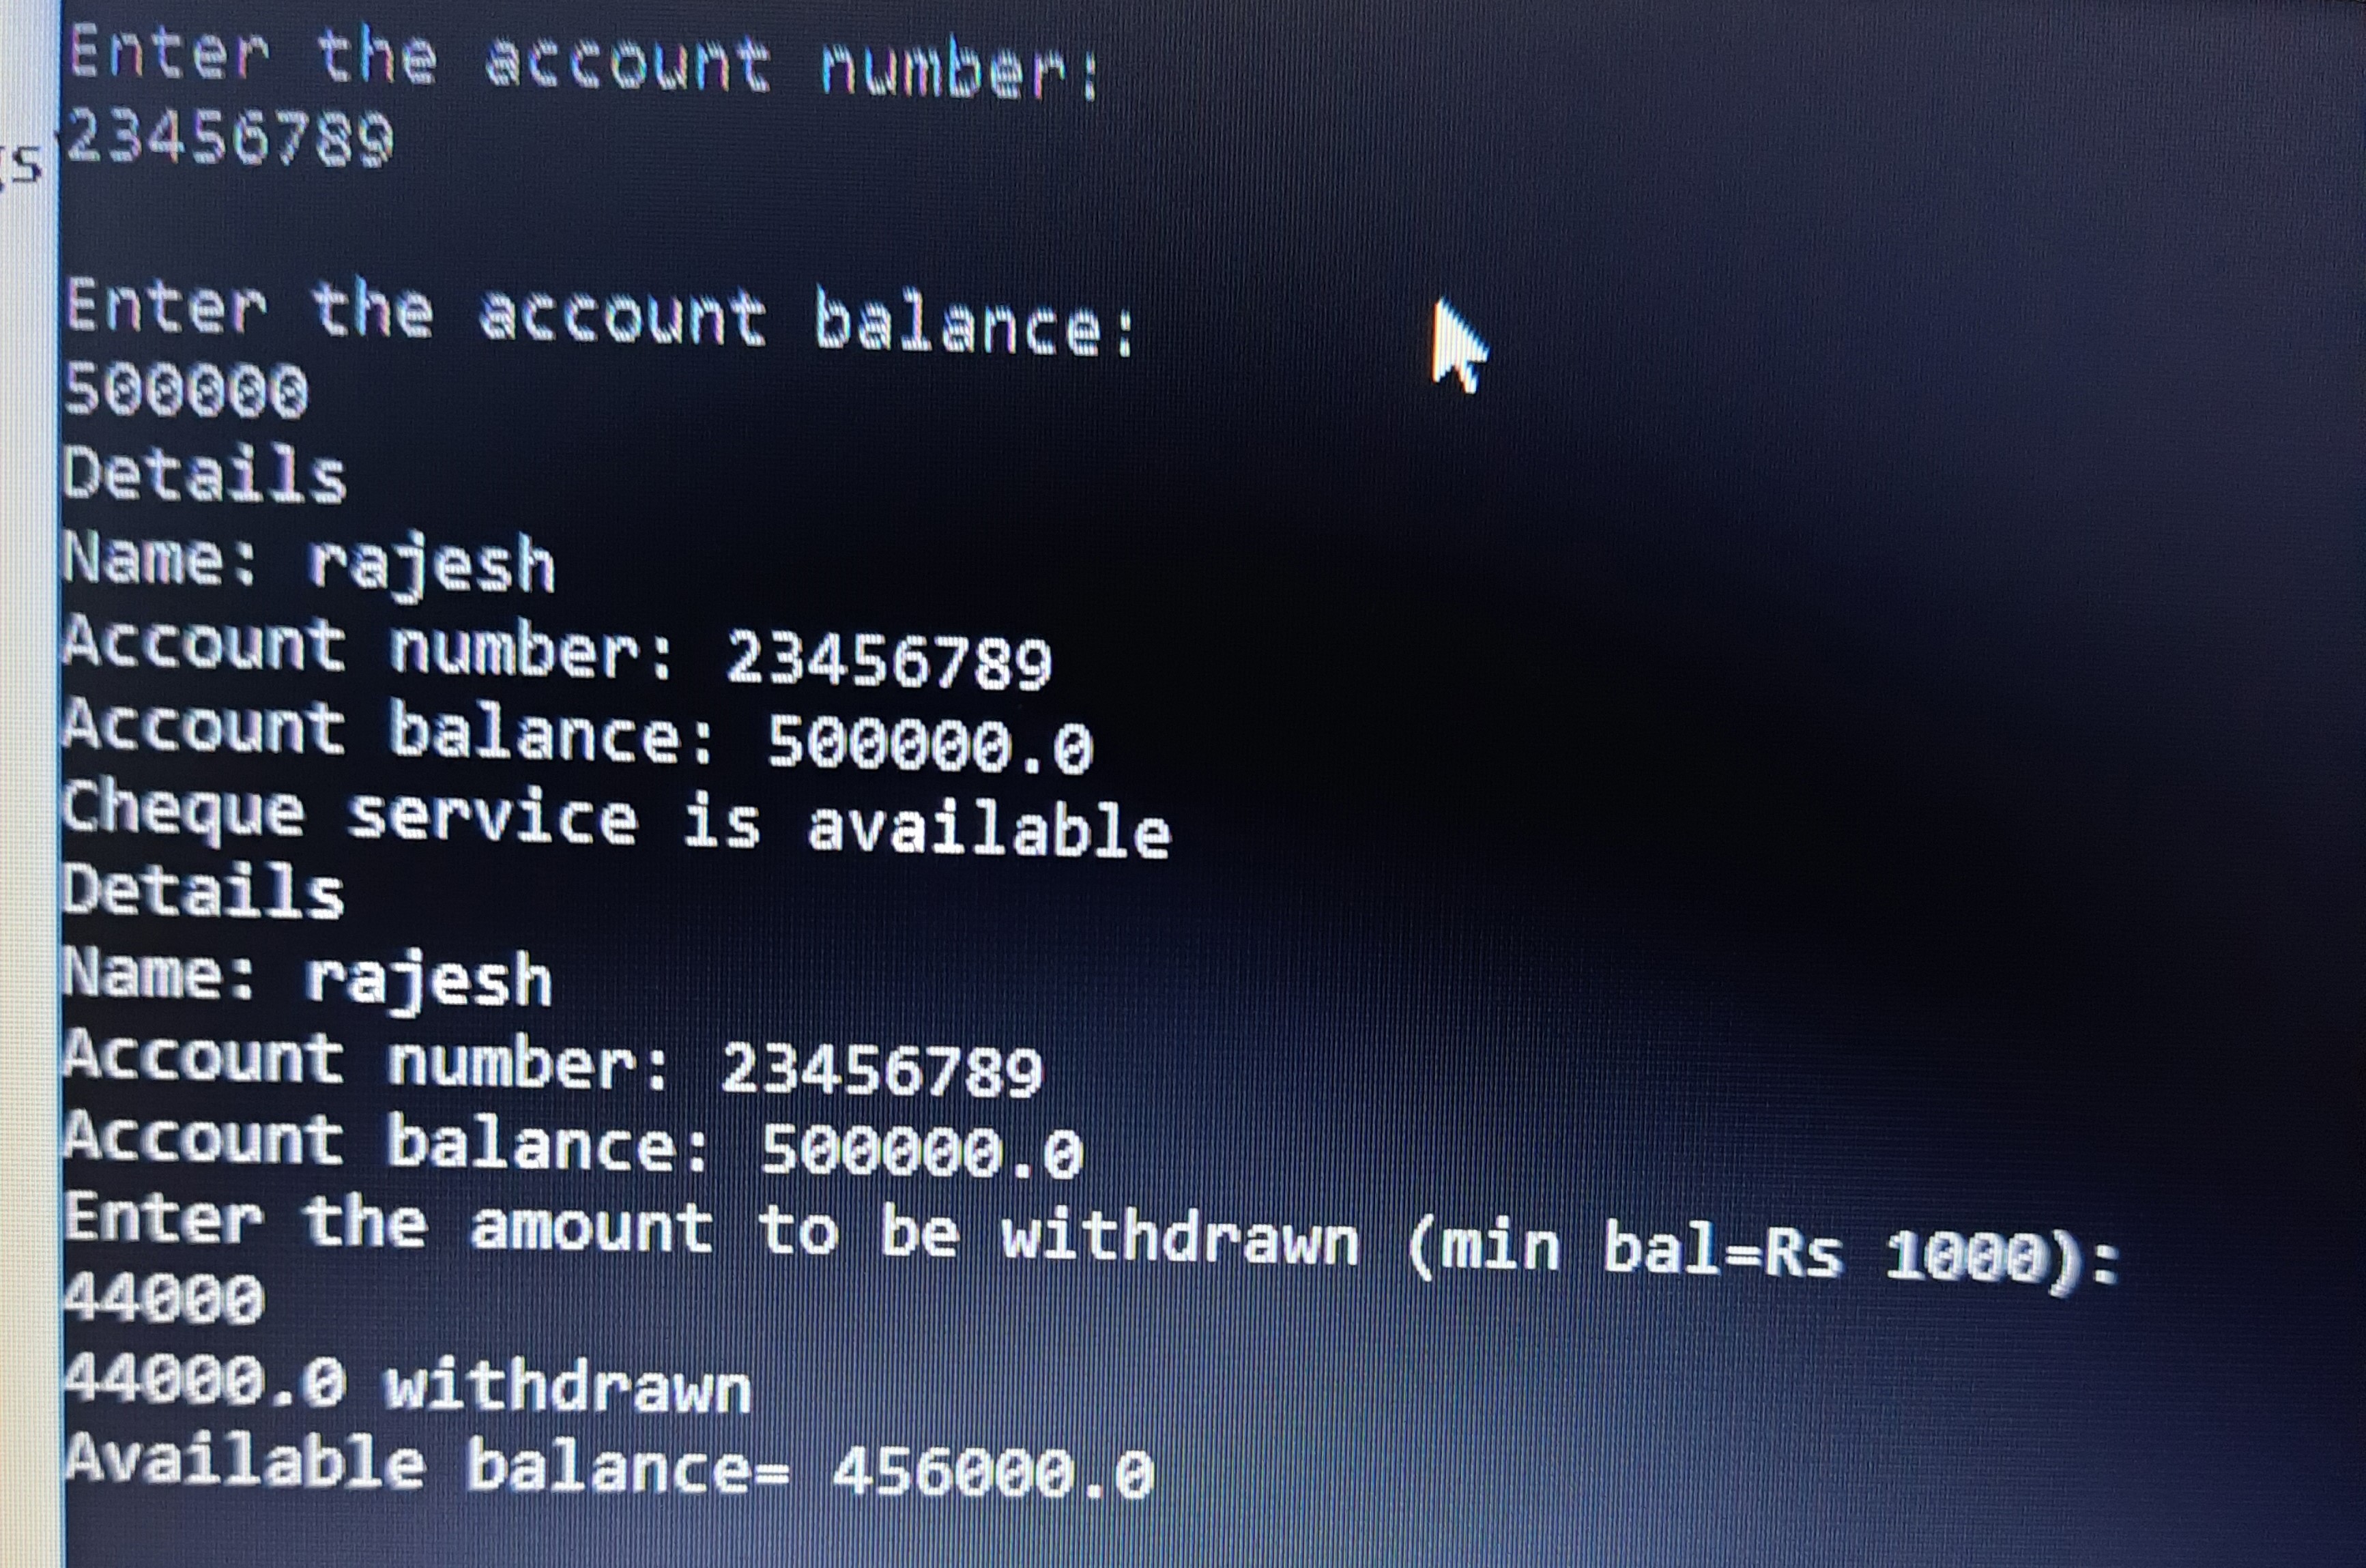 Enter the account number:
23456789
Enter the account balance:
500000
Details
Name: rajesh
Account number: 23456789
Account balance: 500000.0
Cheque service is available
Details
Name: rajesh
Account number: 23456789
Account balance: 500000.0
Enter the amount to be withdrawn (min bal=Rs 1000):
44000
44000.0 withdrawn
Available balance= 456000.0